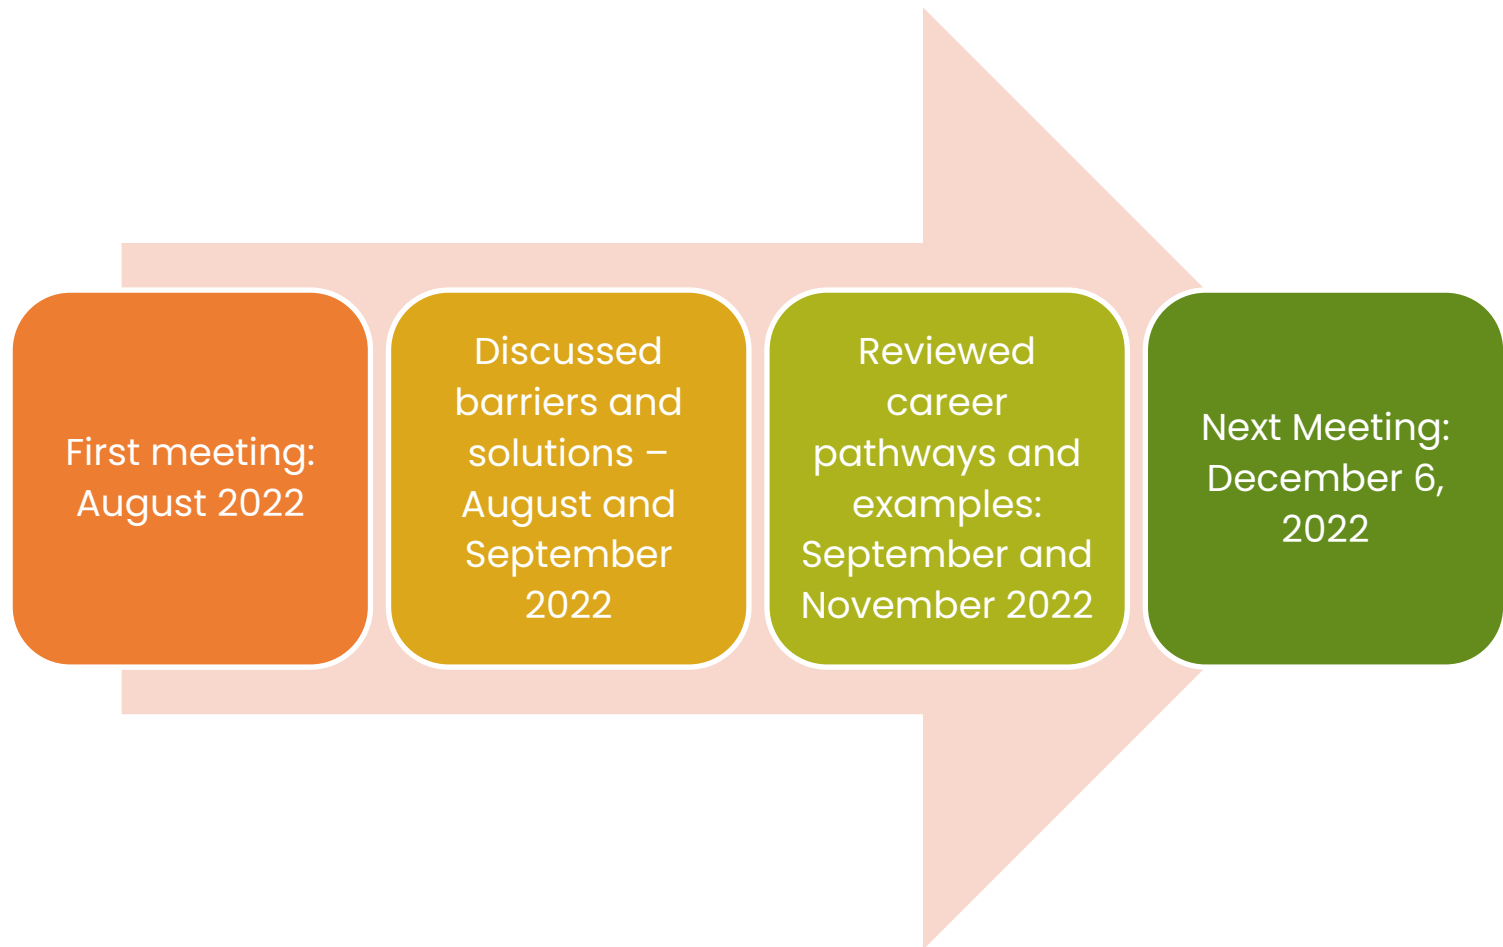 First meeting:
August 2022
Discussed
barriers and
solutions –
August and
September
2022
Reviewed
career
pathways and
examples:
September and
November 2022
Next Meeting:
December 6,
2022